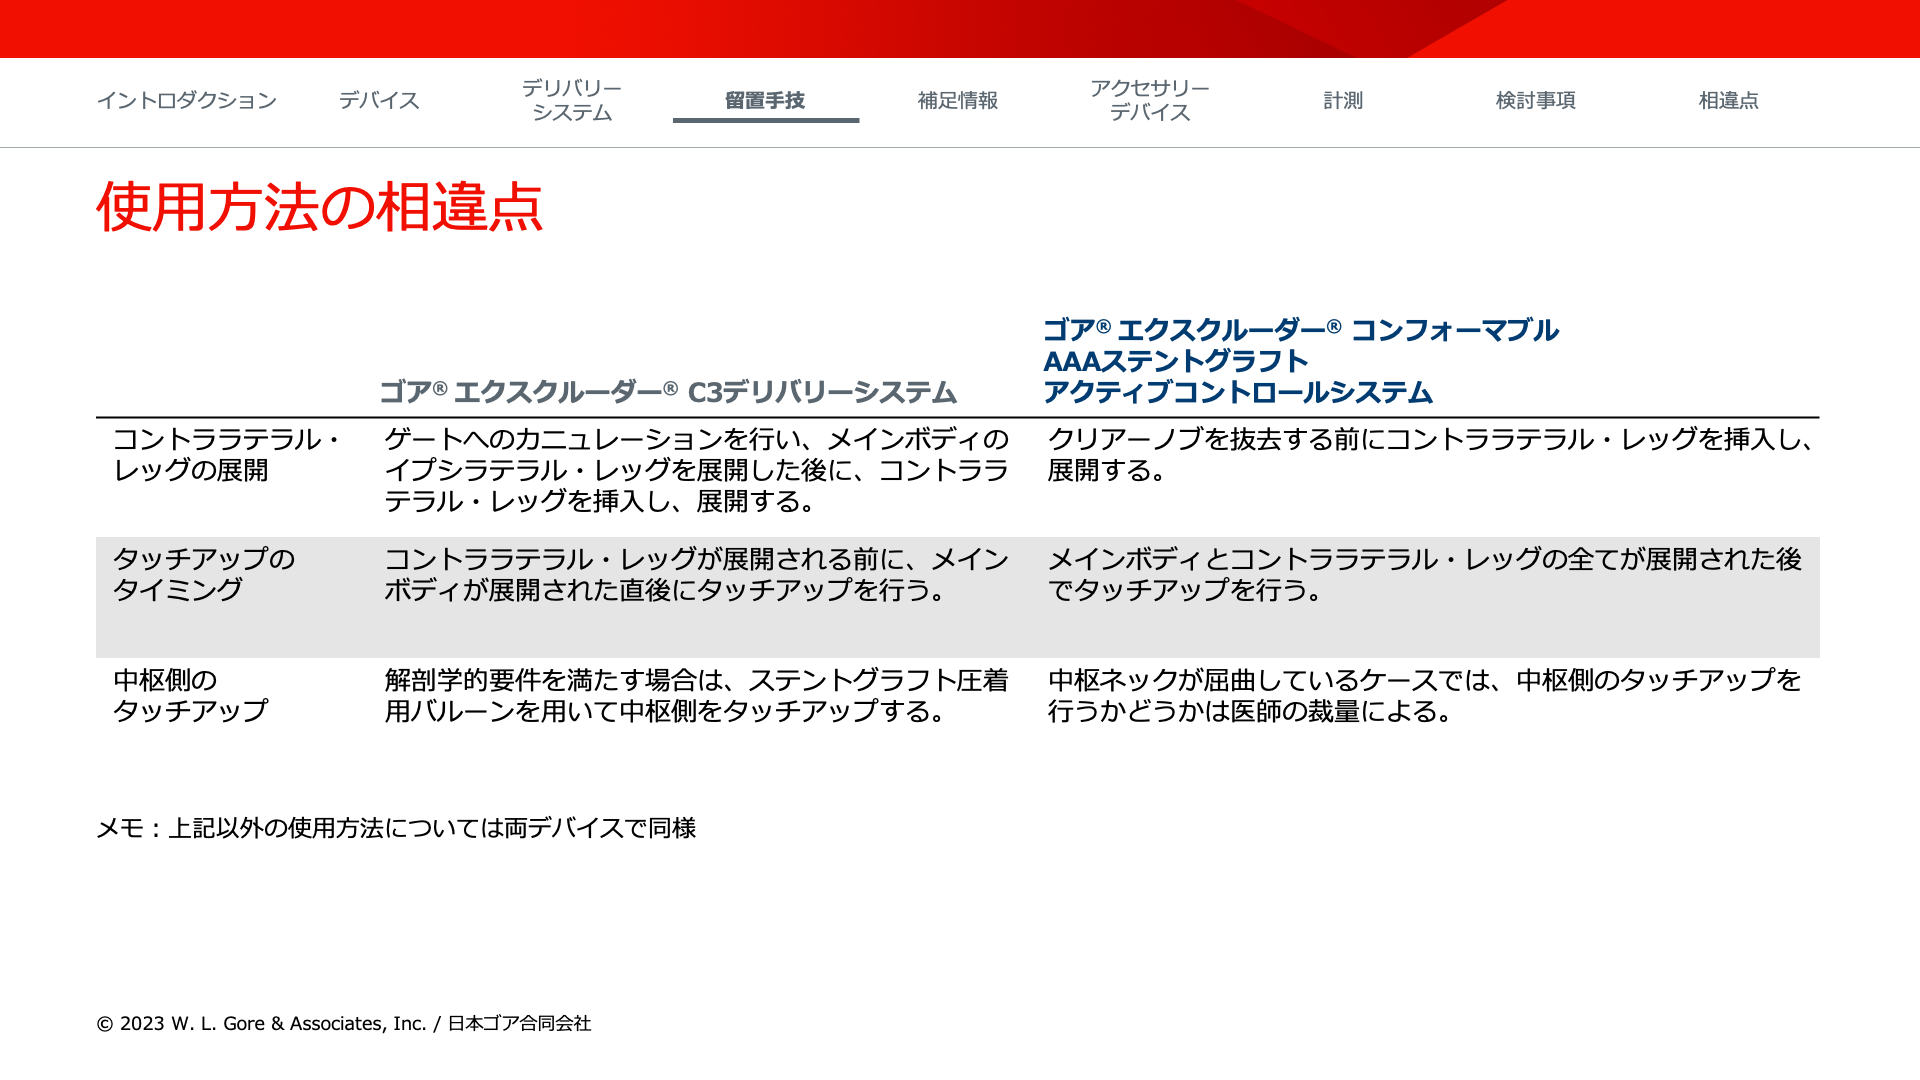 イントロダクション
デバイス
デリバリー
システム
留置手技
補足情報
アクセサリー
デバイス
計測
検討事項
相違点
使用方法の相違点
ゴア® エクスクルーダー® C3デリバリーシステム
ゴア® エクスクルーダー® コンフォーマブル
AAAステントグラフト
アクティブコントロールシステム
コントララテラル・
レッグの展開
ゲートへのカニュレーションを行い、メインボディの
イプシラテラル・レッグを展開した後に、コントララ
テラル・レッグを挿入し、展開する。
クリアーノブを抜去する前にコントララテラル・レッグを挿入し、
展開する。
タッチアップの
タイミング
コントララテラル・レッグが展開される前に、メイン
ボディが展開された直後にタッチアップを行う。
メインボディとコントララテラル・レッグの全てが展開された後
でタッチアップを行う。
中枢側の
タッチアップ
解剖学的要件を満たす場合は、ステントグラフト圧着
用バルーンを用いて中枢側をタッチアップする。
中枢ネックが屈曲しているケースでは、中枢側のタッチアップを
行うかどうかは医師の裁量による。
メモ：上記以外の使用方法については両デバイスで同様
© 2023 W. L. Gore & Associates, Inc. / 日本ゴア合同会社